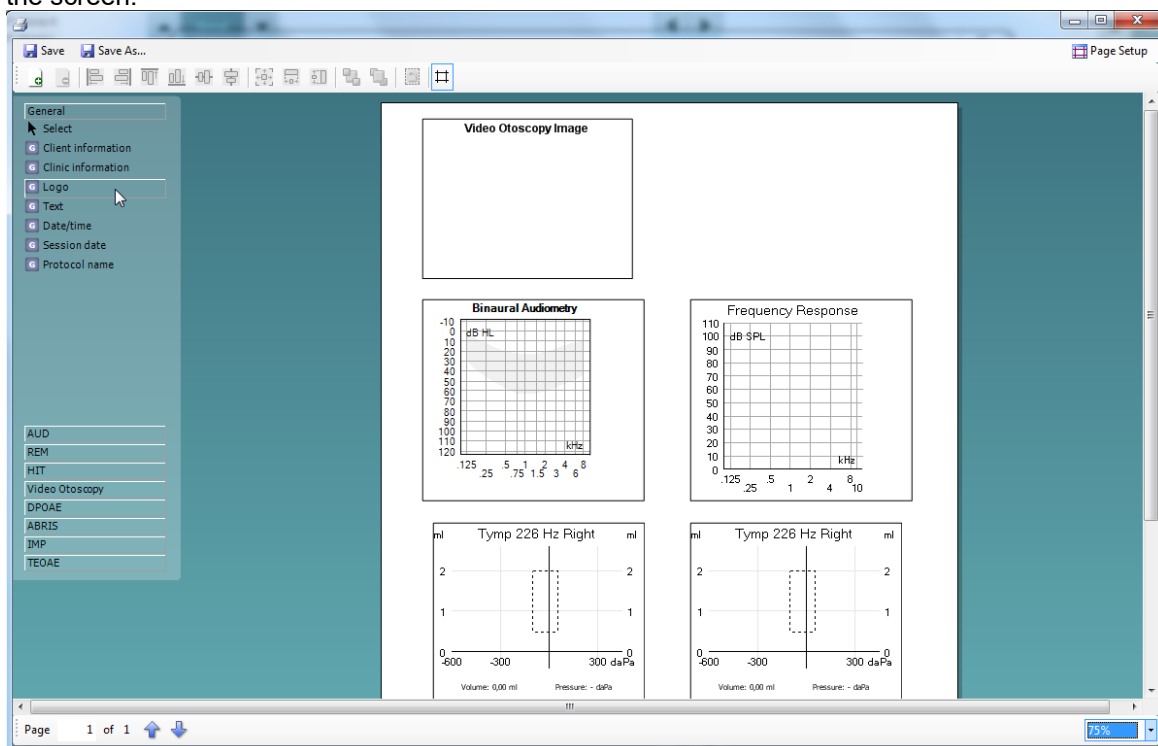 the screen.
Save Save As... Page Setup
General
Select
Client information
Clinic information
Logo
Text
Date/time
Session date
Protocol name
AUD
REM
HIT
Video Otoscopy
DPOAE
ABRIS
IMP
TEOAE
Video Otoscopy Image
Binaural Audiometry
-10
0 dB HL
10
20
30
40
50
60
70
80
90
100
110 kHz
120
.125 .5 1 2 4 8
.25 .75 1.5 3 6
Frequency Response
110
100 dB SPL
90
80
70
60
50
40
30
20
10 kHz
0
.125 .5 2 8
.25 1 4 10
ml Tymp 226 Hz Right ml
2 2
1 1
0 0
-600 -300 300 daPa
Volume: 0,00 ml Pressure: - daPa
ml Tymp 226 Hz Right ml
2 2
1 1
0 0
-600 -300 300 daPa
Volume: 0,00 ml Pressure: - daPa
Page 1 of 1 75%